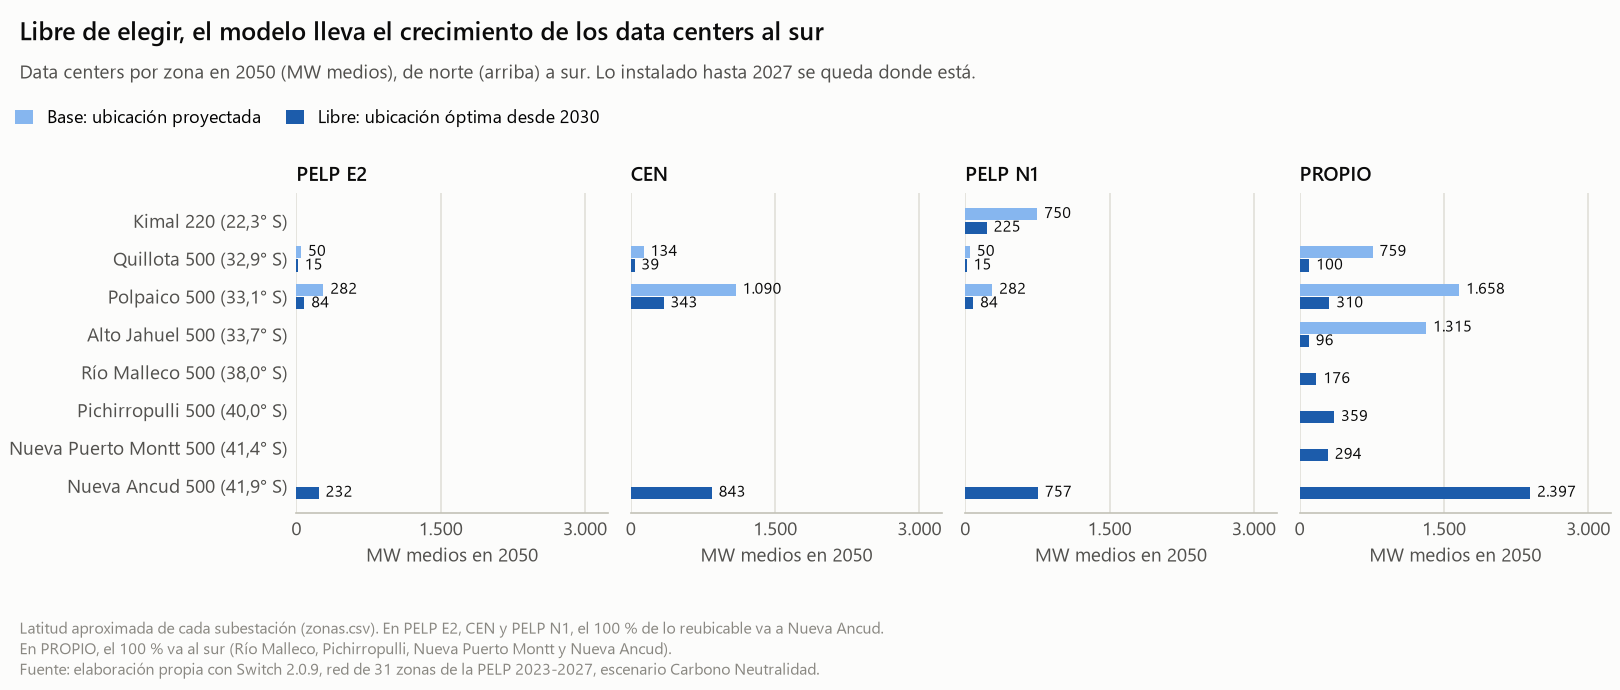 Libre de elegir, el modelo lleva el crecimiento de los data centers al sur
Data centers por zona en 2050 (MW medios), de norte (arriba) a sur. Lo instalado hasta 2027 se queda donde está.
Base: ubicación proyectada Libre: ubicación óptima desde 2030
PELP E2 CEN PELP N1 PROPIO
Kimal 220 (22,3° S) 750
225
Quillota 500 (32,9° S) 50 134 50 759
15 39 15 100
Polpaico 500 (33,1° S) 282 1.090 282 1.658
84 343 84 310
Alto Jahuel 500 (33,7° S) 1.315
96
Río Malleco 500 (38,0° S) 176
Pichirropulli 500 (40,0° S) 359
Nueva Puerto Montt 500 (41,4° S) 294
Nueva Ancud 500 (41,9° S) 232 843 757 2.397
0 1.500 3.000 0 1.500 3.000 0 1.500 3.000 0 1.500 3.000
MW medios en 2050 MW medios en 2050 MW medios en 2050 MW medios en 2050
Latitud aproximada de cada subestación (zonas.csv). En PELP E2, CEN y PELP N1, el 100 % de lo reubicable va a Nueva Ancud.
En PROPIO, el 100 % va al sur (Río Malleco, Pichirropulli, Nueva Puerto Montt y Nueva Ancud).
Fuente: elaboración propia con Switch 2.0.9, red de 31 zonas de la PELP 2023-2027, escenario Carbono Neutralidad.